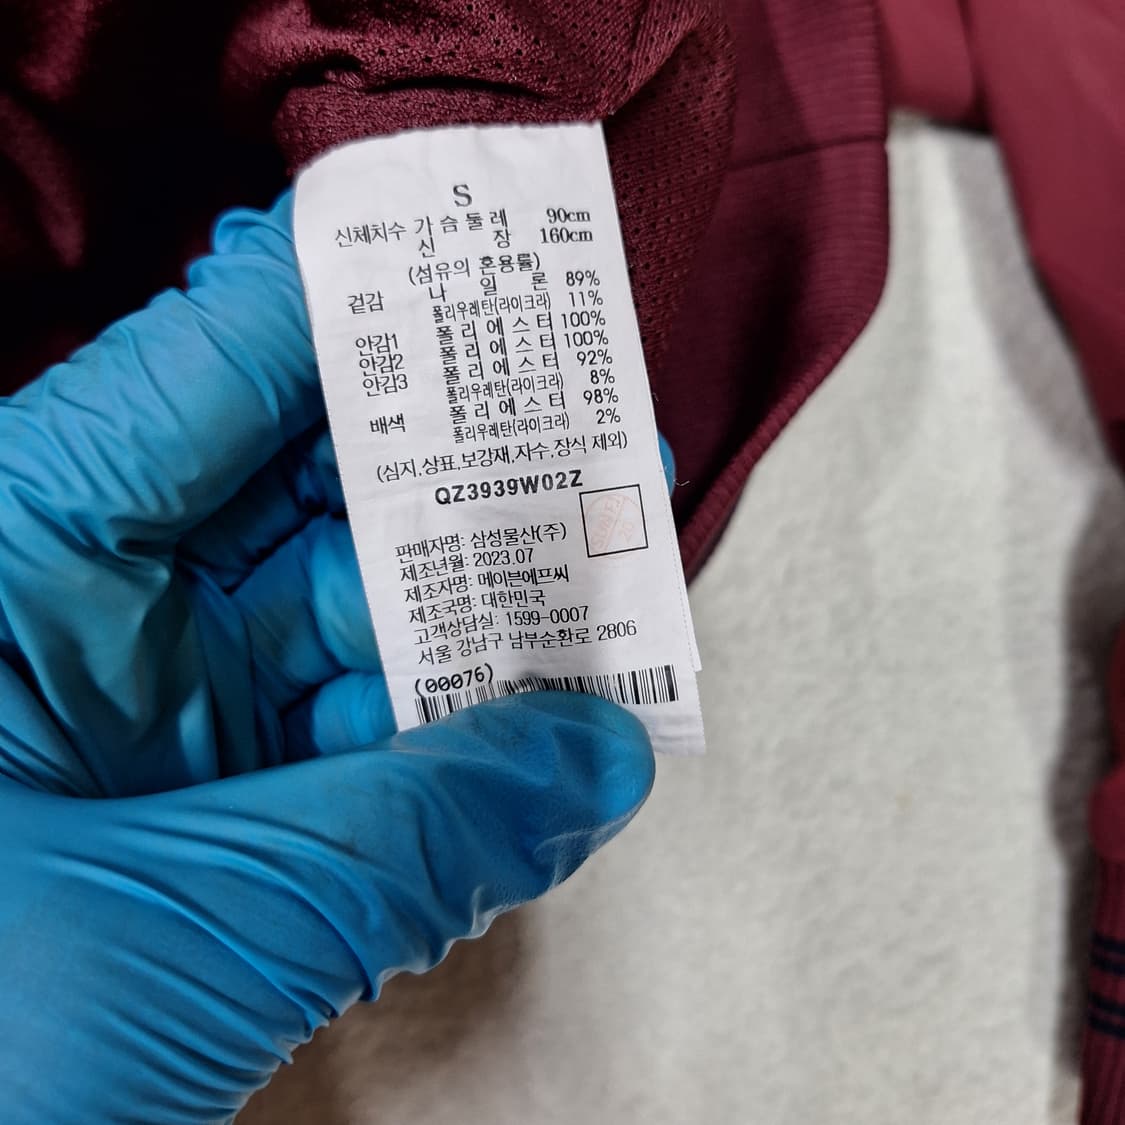 S
신체치수 가슴둘레 90cm
신장 160cm
(섬유의 혼용률)
겉감 나일론 89%
폴리우레탄(라이크라) 11%
안감1 폴리에스터 100%
안감2 폴리에스터 100%
안감3 폴리에스터 92%
폴리우레탄(라이크라) 8%
배색 폴리에스터 98%
폴리우레탄(라이크라) 2%
(심지,상표,보강재,자수,장식 제외)
QZ3939W02Z
판매자명: 삼성물산(주)
제조년월: 2023.07
제조자명: 메이븐에프씨
제조국명: 대한민국
고객상담실: 1599-0007
서울 강남구 남부순환로 2806
(00076)